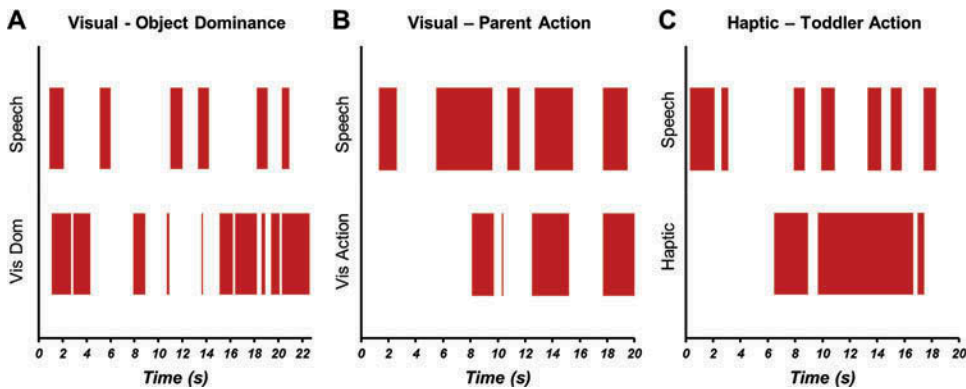 A Visual - Object Dominance
Speech
Vis Dom
0 2 4 6 8 10 12 14 16 18 20 22
Time (s)
B Visual – Parent Action
Speech
Vis Action
0 2 4 6 8 10 12 14 16 18 20
Time (s)
C Haptic – Toddler Action
Speech
Haptic
0 2 4 6 8 10 12 14 16 18 20
Time (s)